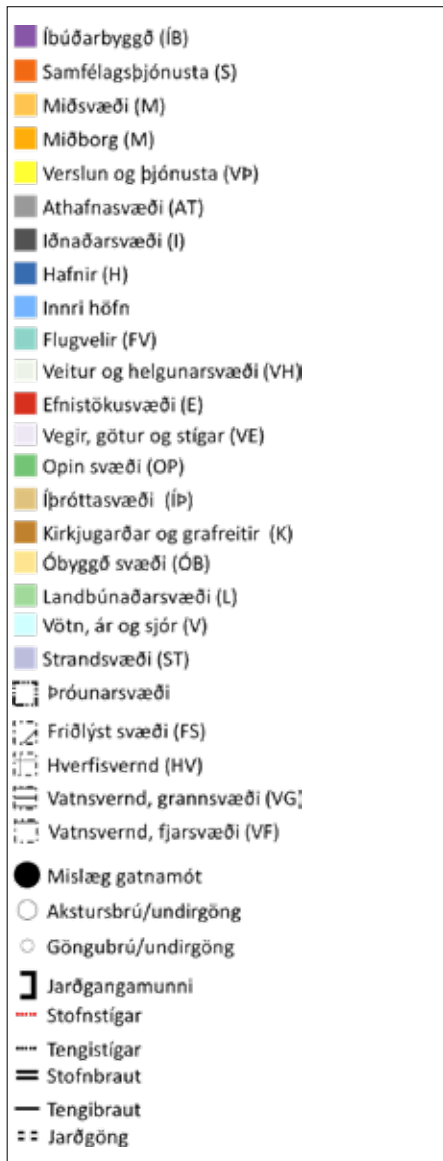 Íbúðarbyggð (ÍB)
Samfélagsþjónusta (S)
Miðsvæði (M)
Miðborg (M)
Verslun og þjónusta (VÞ)
Athafnasvæði (AT)
Iðnaðarsvæði (I)
Hafnir (H)
Innri höfn
Flugvelir (FV)
Veitur og helgunarsvæði (VH)
Efnistökusvæði (E)
Vegir, götur og stígar (VE)
Opin svæði (OP)
Íþróttasvæði (ÍÞ)
Kirkjugarðar og grafreitir (K)
Óbyggð svæði (ÓB)
Landbúnaðarsvæði (L)
Vötn, ár og sjór (V)
Strandsvæði (ST)
Þróunarsvæði
Friðlýst svæði (FS)
Hverfisvernd (HV)
Vatnsvernd, grannsvæði (VG)
Vatnsvernd, fjarsvæði (VF)
Mislæg gatnamót
Akstursbrú/undirgöng
Göngubrú/undirgöng
Jarðgangamunni
Stofnstígar
Tengistígar
Stofnbraut
Tengibraut
Jarðgöng